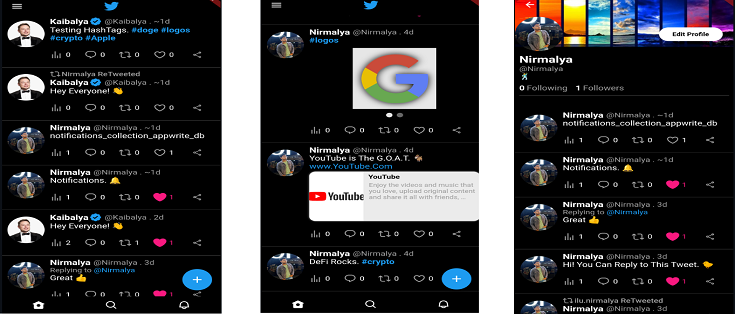 Kaibalya @Kaibalya . ~1d
Testing HashTags. #doge #logos
#crypto #Apple
0 0 0 0
Nirmalya ReTweeted
Kaibalya @Kaibalya . ~1d
Hey Everyone! 👋
0 0 0 0
Nirmalya @Nirmalya . ~1d
notifications_collection_appwrite_db
1 0 0 1
Nirmalya @Nirmalya . ~1d
Notifications. 🔔
1 0 0 1
Kaibalya @Kaibalya . 2d
Hey Everyone! 👋
2 0 1 1
Nirmalya @Nirmalya . 3d
Replying to @Nirmalya
Great 👍
1 0 0 1
Nirmalya @Nirmalya . 4d
#logos
0 0 0 0
Nirmalya @Nirmalya . 4d
YouTube is The G.O.A.T. 🐐
www.YouTube.Com
YouTube
YouTube
Enjoy the videos and music that
you love, upload original content
and share it all with friends, ...
0 0 0 0
Nirmalya @Nirmalya . 4d
DeFi Rocks. #crypto
0 0 0 0
Edit Profile
Nirmalya
@Nirmalya
0 Following 1 Followers
Nirmalya @Nirmalya . ~1d
notifications_collection_appwrite_db
1 0 0 1
Nirmalya @Nirmalya . ~1d
Notifications. 🔔
1 0 0 1
Nirmalya @Nirmalya . 3d
Replying to @Nirmalya
Great 👍
1 0 0 1
Nirmalya @Nirmalya . 3d
Hi! You Can Reply to This Tweet. 🐤
1 0 0 1
ilu.nirmalya ReTweeted
Nirmalya @Nirmalya . 3d